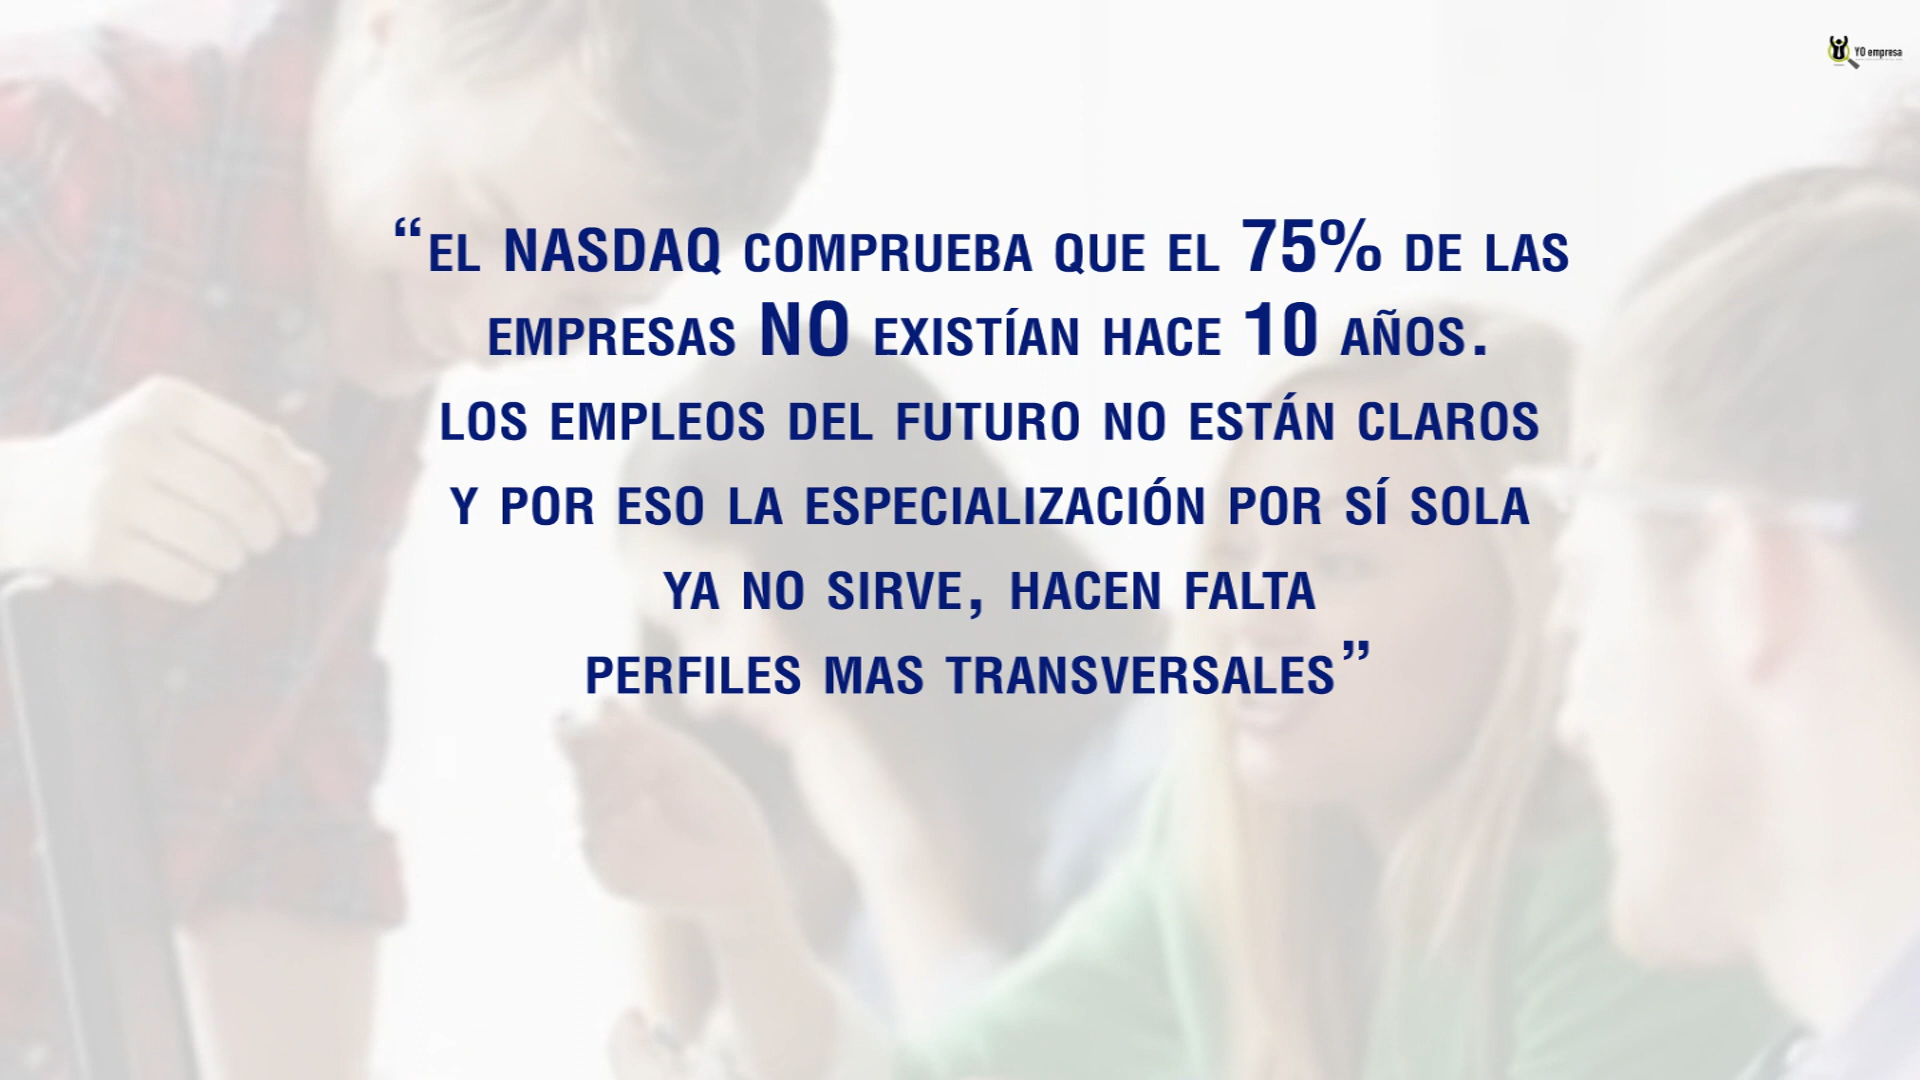 YO empresa
“EL NASDAQ COMPRUEBA QUE EL 75% DE LAS
EMPRESAS NO EXISTÍAN HACE 10 AÑOS.
LOS EMPLEOS DEL FUTURO NO ESTÁN CLAROS
Y POR ESO LA ESPECIALIZACIÓN POR SÍ SOLA
YA NO SIRVE, HACEN FALTA
PERFILES MAS TRANSVERSALES”